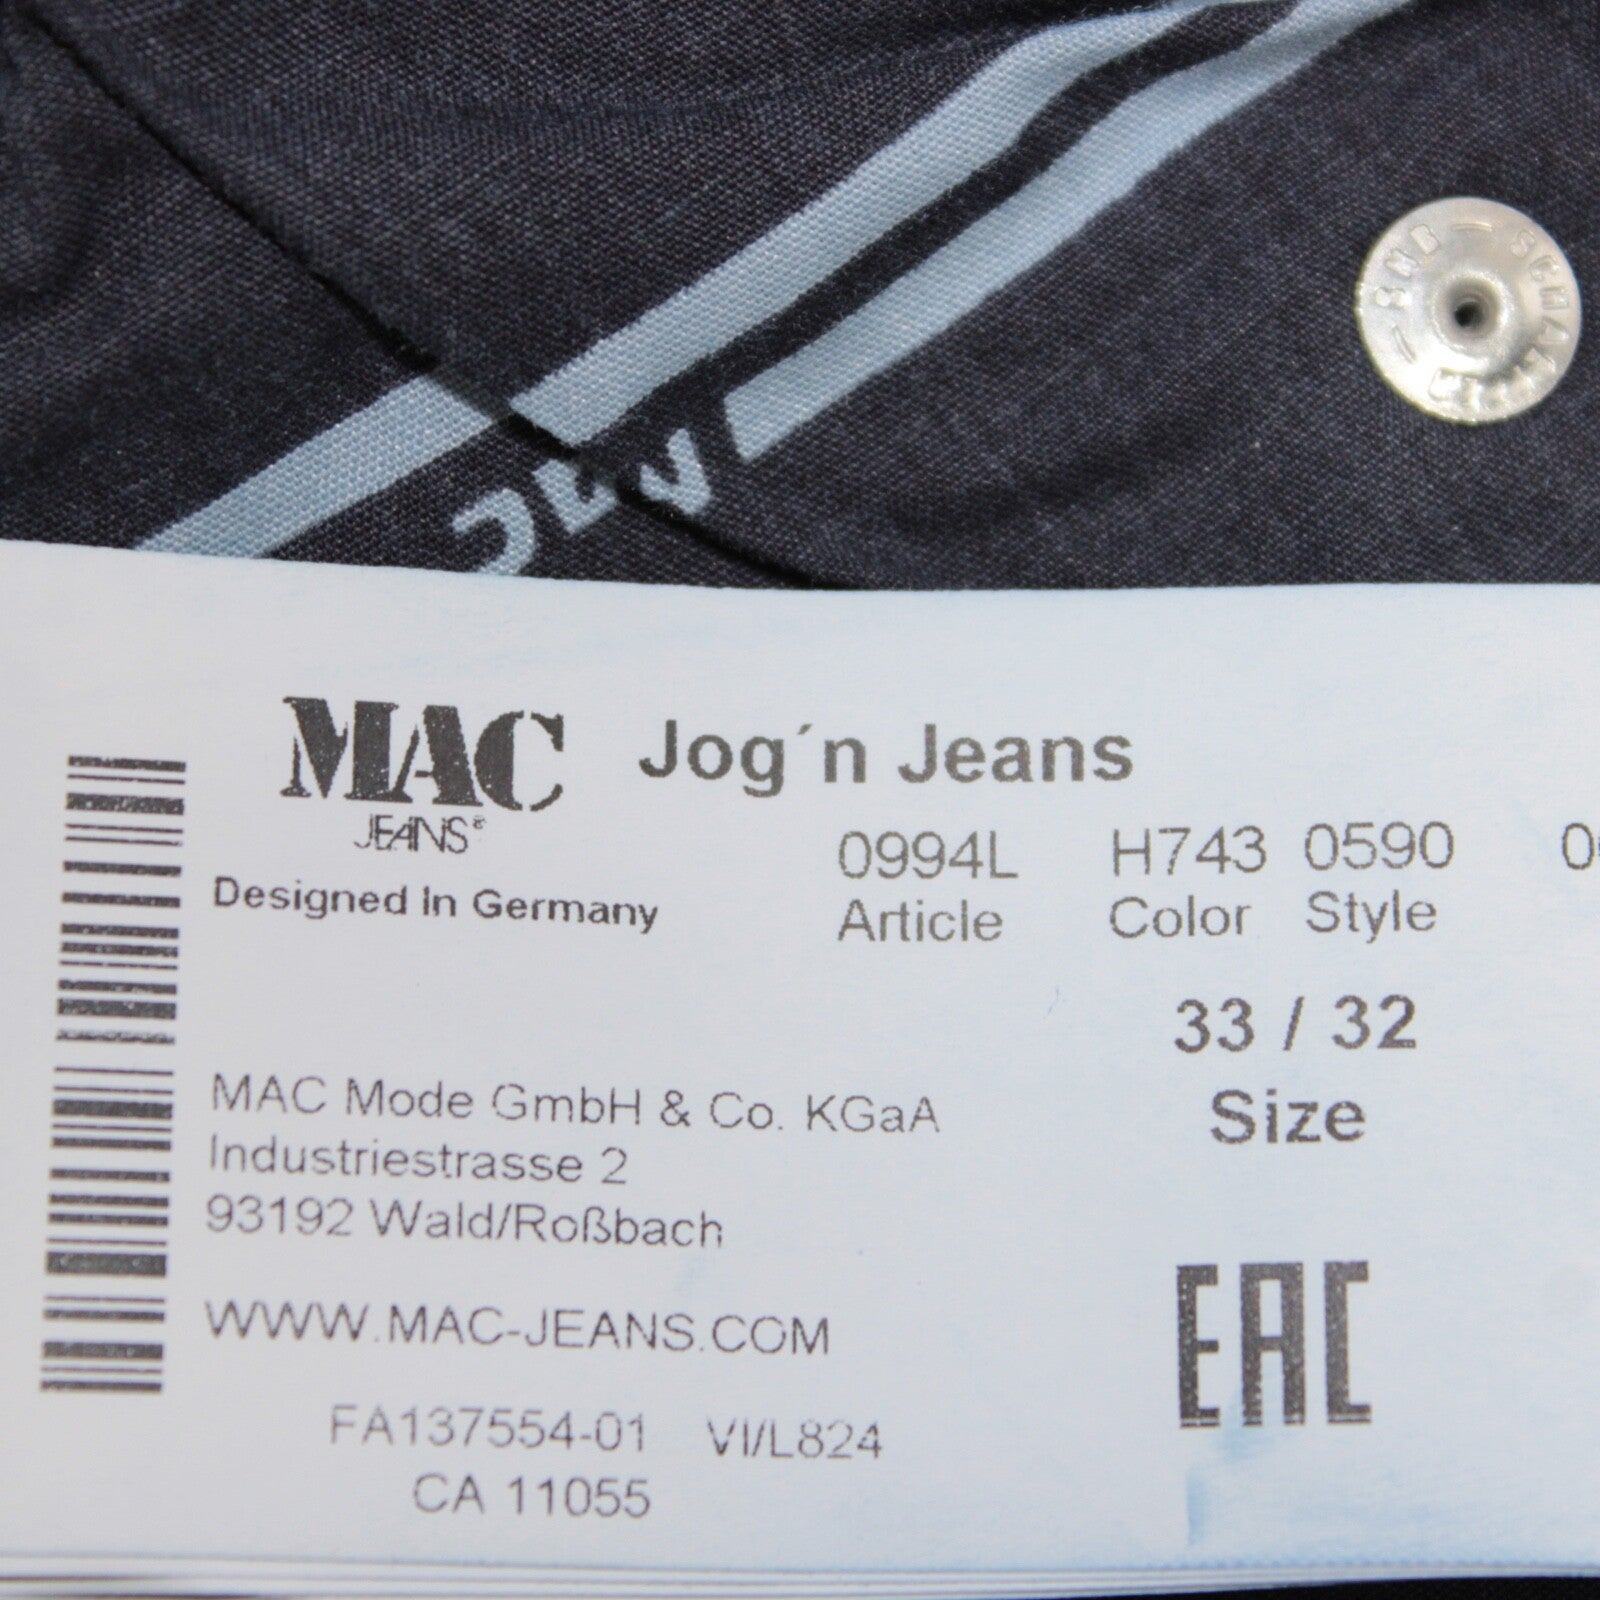 MAC Jog´n Jeans
JEANS®
Designed In Germany
0994L H743 0590
Article Color Style
33 / 32
Size
MAC Mode GmbH & Co. KGaA
Industriestrasse 2
93192 Wald/Roßbach
WWW.MAC-JEANS.COM
EAC
FA137554-01 VI/L824
CA 11055